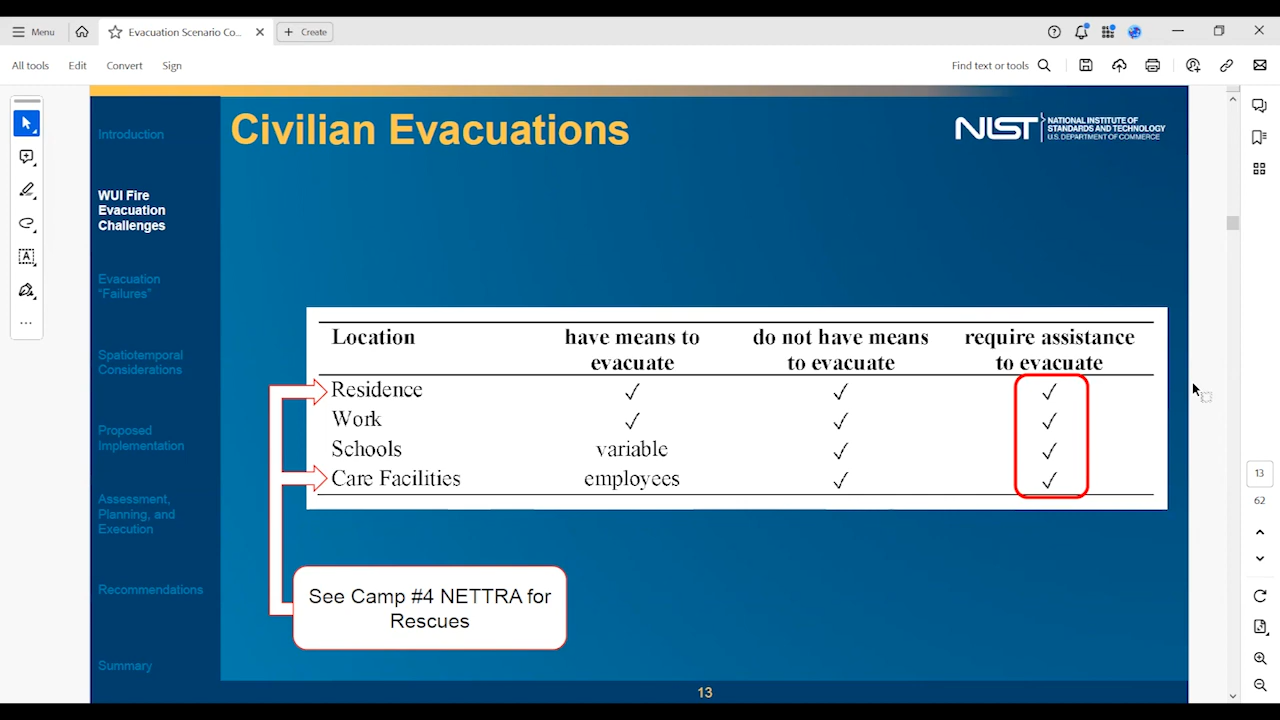 Menu
Evacuation Scenario Co...
Create
All tools Edit Convert Sign
Find text or tools
Civilian Evacuations
NIST
NATIONAL INSTITUTE OF
STANDARDS AND TECHNOLOGY
U.S. DEPARTMENT OF COMMERCE
Introduction
WUI Fire
Evacuation
Challenges
Evacuation
“Failures”
Spatiotemporal
Considerations
Proposed
Implementation
Assessment,
Planning, and
Execution
Recommendations
Summary
Location have means to do not have means require assistance
evacuate to evacuate to evacuate
Residence ✓ ✓ ✓
Work ✓ ✓ ✓
Schools variable ✓ ✓
Care Facilities employees ✓ ✓
See Camp #4 NETTRA for
Rescues
13
13
62